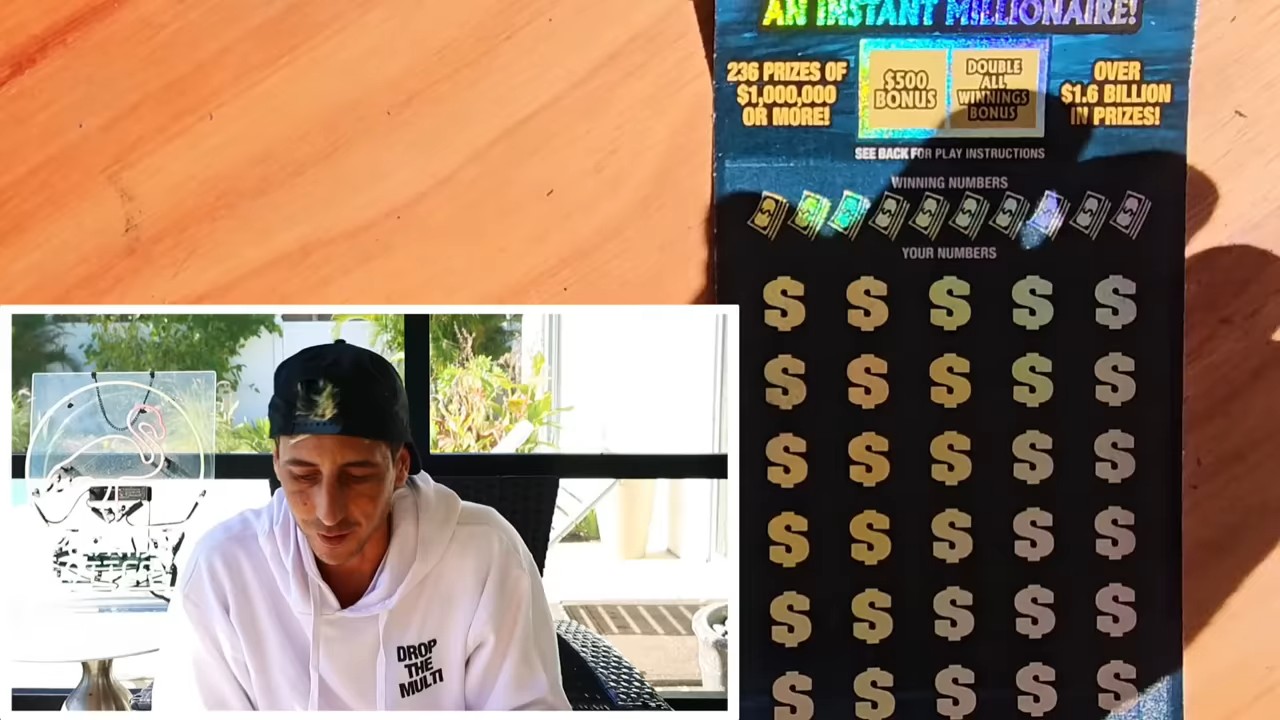 AN INSTANT MILLIONAIRE!
236 PRIZES OF
$1,000,000
OR MORE!
$500
BONUS
DOUBLE
ALL
WINNINGS
BONUS
OVER
$1.6 BILLION
IN PRIZES!
SEE BACK FOR PLAY INSTRUCTIONS
WINNING NUMBERS
YOUR NUMBERS
$ $ $ $ $
$ $ $ $ $
$ $ $ $ $
$ $ $ $ $
$ $ $ $ $
$ $ $ $ $
DROP
THE
MULTI